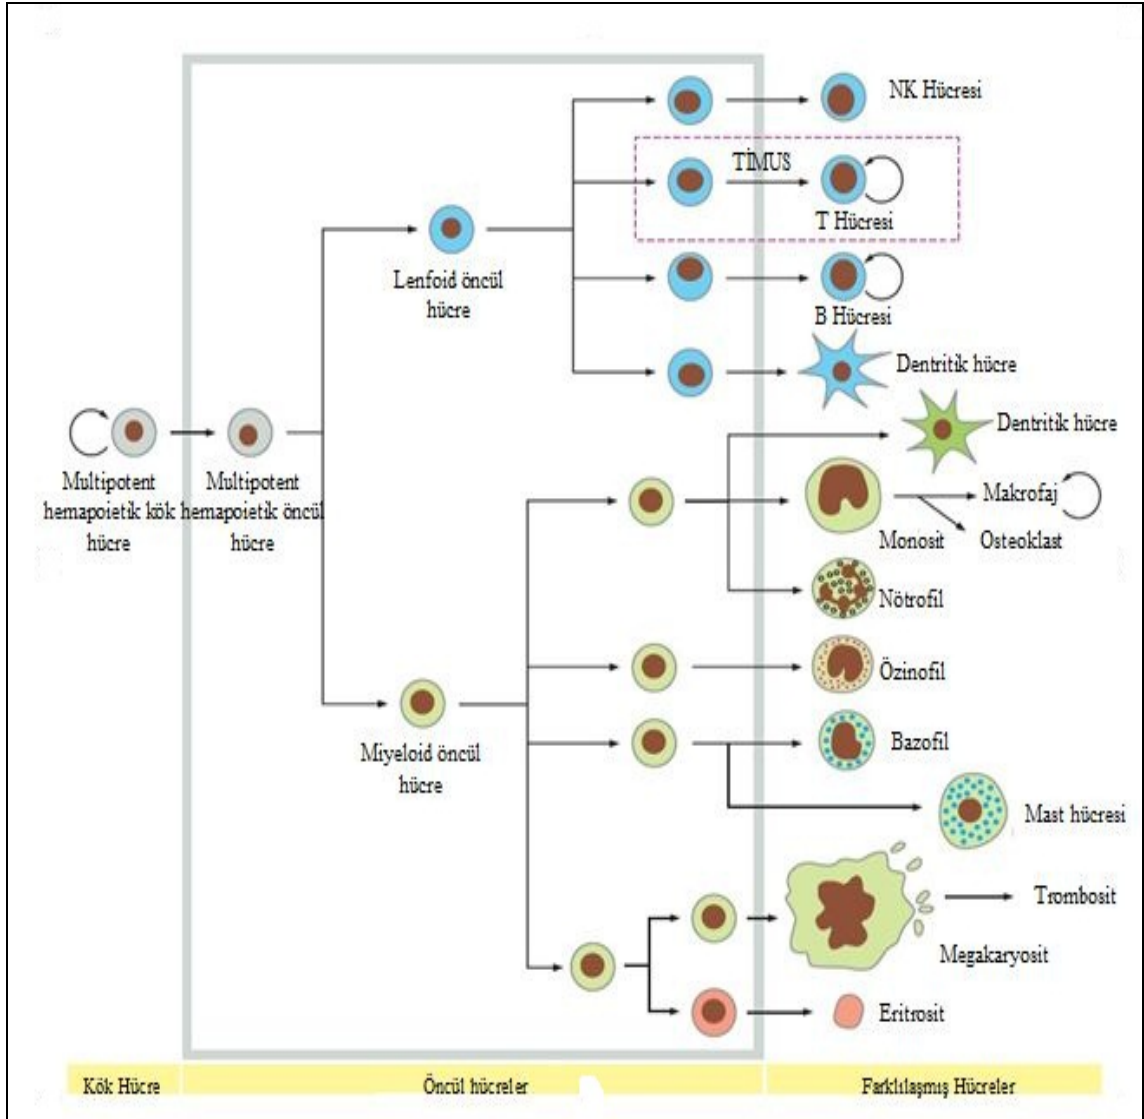 NK Hücresi
TİMUS
T Hücresi
Lenfoid öncül
hücre
B Hücresi
Dentritik hücre
Dentritik hücre
Multipotent
hemapoietik kök
hücre
Multipotent
hemapoietik öncül
hücre
Makrofaj
Monosit
Osteoklast
Nötrofil
Özinofil
Miyeloid öncül
hücre
Bazofil
Mast hücresi
Trombosit
Megakaryosit
Eritrosit
Kök Hücre
Öncül hücreler
Farklılaşmış Hücreler